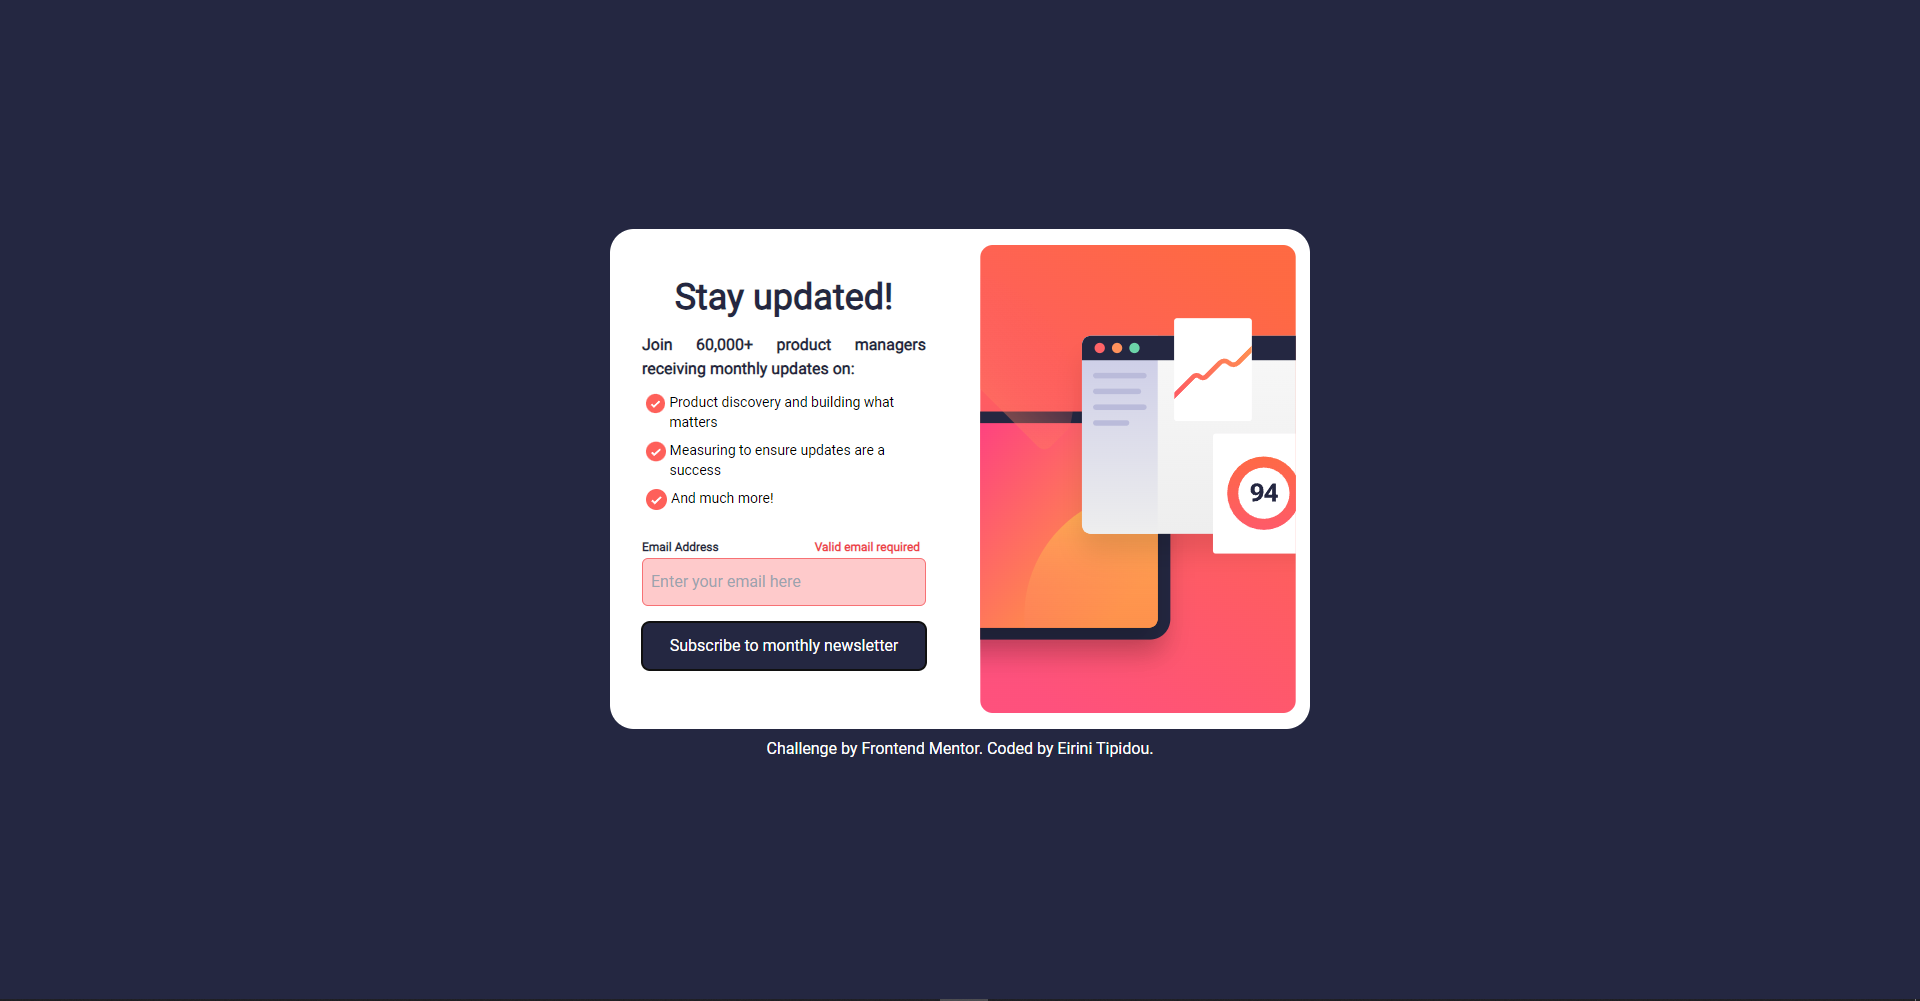 Stay updated!
Join 60,000+ product managers
receiving monthly updates on:
Product discovery and building what
matters
Measuring to ensure updates are a
success
And much more!
Email Address
Valid email required
Enter your email here
Subscribe to monthly newsletter
94
Challenge by Frontend Mentor. Coded by Eirini Tipidou.